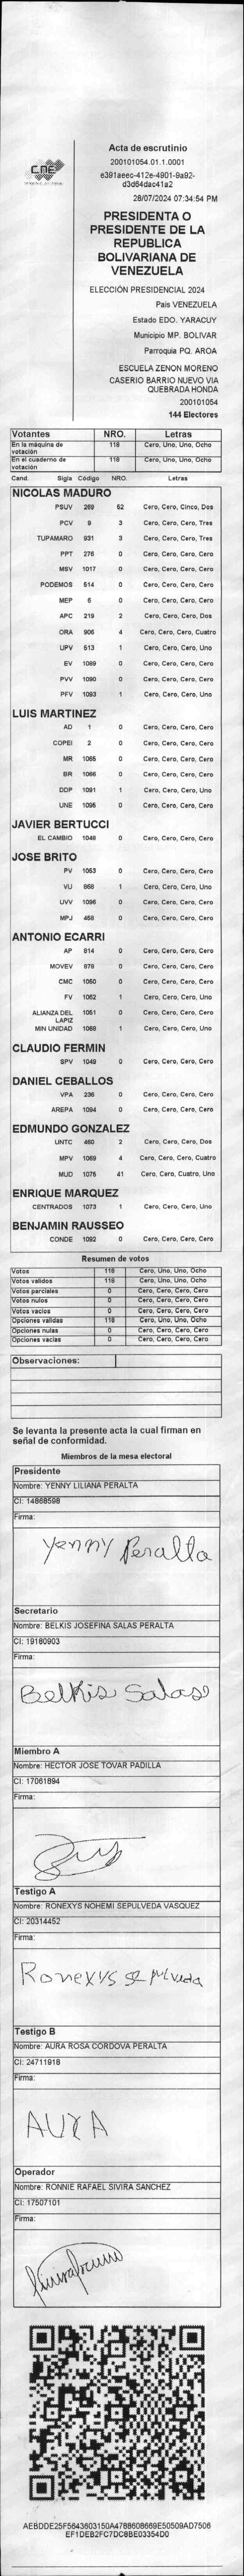 CNE
Acta de escrutinio
200101054.01.1.0001
e391aeec-412e-4901-9a92-
d3d64dac41a2
28/07/2024 07:34:54 PM
PRESIDENTA O
PRESIDENTE DE LA
REPUBLICA
BOLIVARIANA DE
VENEZUELA
ELECCIÓN PRESIDENCIAL 2024
Pais VENEZUELA
Estado EDO. YARACUY
Municipio MP. BOLIVAR
Parroquia PQ. AROA
ESCUELA ZENON MORENO
CASERIO BARRIO NUEVO VIA
QUEBRADA HONDA
200101054
144 Electores
Votantes NRO. Letras
En la máquina de votación 118 Cero, Uno, Uno, Ocho
En el cuaderno de votación 118 Cero, Uno, Uno, Ocho
Cand. Sigla Código NRO. Letras
NICOLAS MADURO
PSUV 269 52 Cero, Cero, Cinco, Dos
PCV 9 3 Cero, Cero, Cero, Tres
TUPAMARO 931 3 Cero, Cero, Cero, Tres
PPT 276 0 Cero, Cero, Cero, Cero
MSV 1017 0 Cero, Cero, Cero, Cero
PODEMOS 514 0 Cero, Cero, Cero, Cero
MEP 6 0 Cero, Cero, Cero, Cero
APC 219 2 Cero, Cero, Cero, Dos
ORA 906 4 Cero, Cero, Cero, Cuatro
UPV 513 1 Cero, Cero, Cero, Uno
EV 1089 0 Cero, Cero, Cero, Cero
PVV 1090 0 Cero, Cero, Cero, Cero
PFV 1093 1 Cero, Cero, Cero, Uno
LUIS MARTINEZ
AD 1 0 Cero, Cero, Cero, Cero
COPEI 2 0 Cero, Cero, Cero, Cero
MR 1065 0 Cero, Cero, Cero, Cero
BR 1066 0 Cero, Cero, Cero, Cero
DDP 1091 1 Cero, Cero, Cero, Uno
UNE 1095 0 Cero, Cero, Cero, Cero
JAVIER BERTUCCI
EL CAMBIO 1048 0 Cero, Cero, Cero, Cero
JOSE BRITO
PV 1053 0 Cero, Cero, Cero, Cero
VU 868 1 Cero, Cero, Cero, Uno
UVV 1096 0 Cero, Cero, Cero, Cero
MPJ 458 0 Cero, Cero, Cero, Cero
ANTONIO ECARRI
AP 814 0 Cero, Cero, Cero, Cero
MOVEV 878 0 Cero, Cero, Cero, Cero
CMC 1050 0 Cero, Cero, Cero, Cero
FV 1052 1 Cero, Cero, Cero, Uno
ALIANZA DEL LAPIZ 1051 0 Cero, Cero, Cero, Cero
MIN UNIDAD 1088 1 Cero, Cero, Cero, Uno
CLAUDIO FERMIN
SPV 1049 0 Cero, Cero, Cero, Cero
DANIEL CEBALLOS
VPA 236 0 Cero, Cero, Cero, Cero
AREPA 1094 0 Cero, Cero, Cero, Cero
EDMUNDO GONZALEZ
UNTC 460 2 Cero, Cero, Cero, Dos
MPV 1069 4 Cero, Cero, Cero, Cuatro
MUD 1075 41 Cero, Cero, Cuatro, Uno
ENRIQUE MARQUEZ
CENTRADOS 1073 1 Cero, Cero, Cero, Uno
BENJAMIN RAUSSEO
CONDE 1092 0 Cero, Cero, Cero, Cero
Resumen de votos
Votos 118 Cero, Uno, Uno, Ocho
Votos validos 118 Cero, Uno, Uno, Ocho
Votos parciales 0 Cero, Cero, Cero, Cero
Votos nulos 0 Cero, Cero, Cero, Cero
Votos vacios 0 Cero, Cero, Cero, Cero
Opciones validas 118 Cero, Uno, Uno, Ocho
Opciones nulas 0 Cero, Cero, Cero, Cero
Opciones vacias 0 Cero, Cero, Cero, Cero
Observaciones:
Se levanta la presente acta la cual firman en
señal de conformidad.
Miembros de la mesa electoral
Presidente
Nombre: YENNY LILIANA PERALTA
CI: 14868598
Firma:
Yenny Peralta
Secretario
Nombre: BELKIS JOSEFINA SALAS PERALTA
CI: 19180903
Firma:
Belkis Salas
Miembro A
Nombre: HECTOR JOSE TOVAR PADILLA
CI: 17061894
Firma:
Testigo A
Nombre: RONEXYS NOHEMI SEPULVEDA VASQUEZ
CI: 20314452
Firma:
Ronexys Sepulveda
Testigo B
Nombre: AURA ROSA CORDOVA PERALTA
CI: 24711918
Firma:
AURA
Operador
Nombre: RONNIE RAFAEL SIVIRA SANCHEZ
CI: 17507101
Firma:
AEBDDE25F5643603150A4788608669E50509AD7506
EF1DEB2FC7DC8BE03354D0